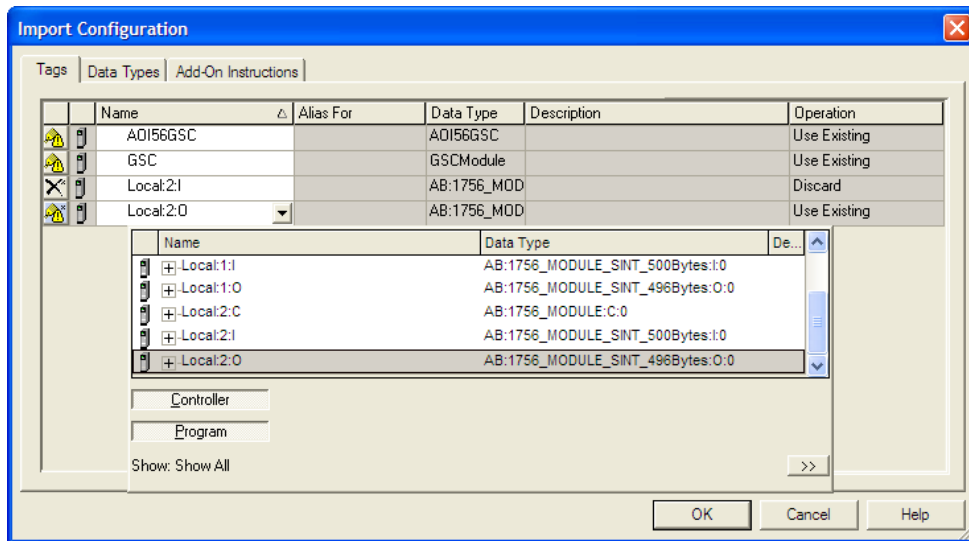 Import Configuration
Tags Data Types Add-On Instructions
Name Alias For Data Type Description Operation
AOI56GSC AOI56GSC Use Existing
GSC GSCModule Use Existing
Local:2:I AB:1756_MOD Discard
Local:2:O AB:1756_MOD Use Existing
Name Data Type De...
Local:1:I AB:1756_MODULE_SINT_500Bytes:I:0
Local:1:O AB:1756_MODULE_SINT_496Bytes:O:0
Local:2:C AB:1756_MODULE:C:0
Local:2:I AB:1756_MODULE_SINT_500Bytes:I:0
Local:2:O AB:1756_MODULE_SINT_496Bytes:O:0
Controller
Program
Show: Show All >>
OK Cancel Help